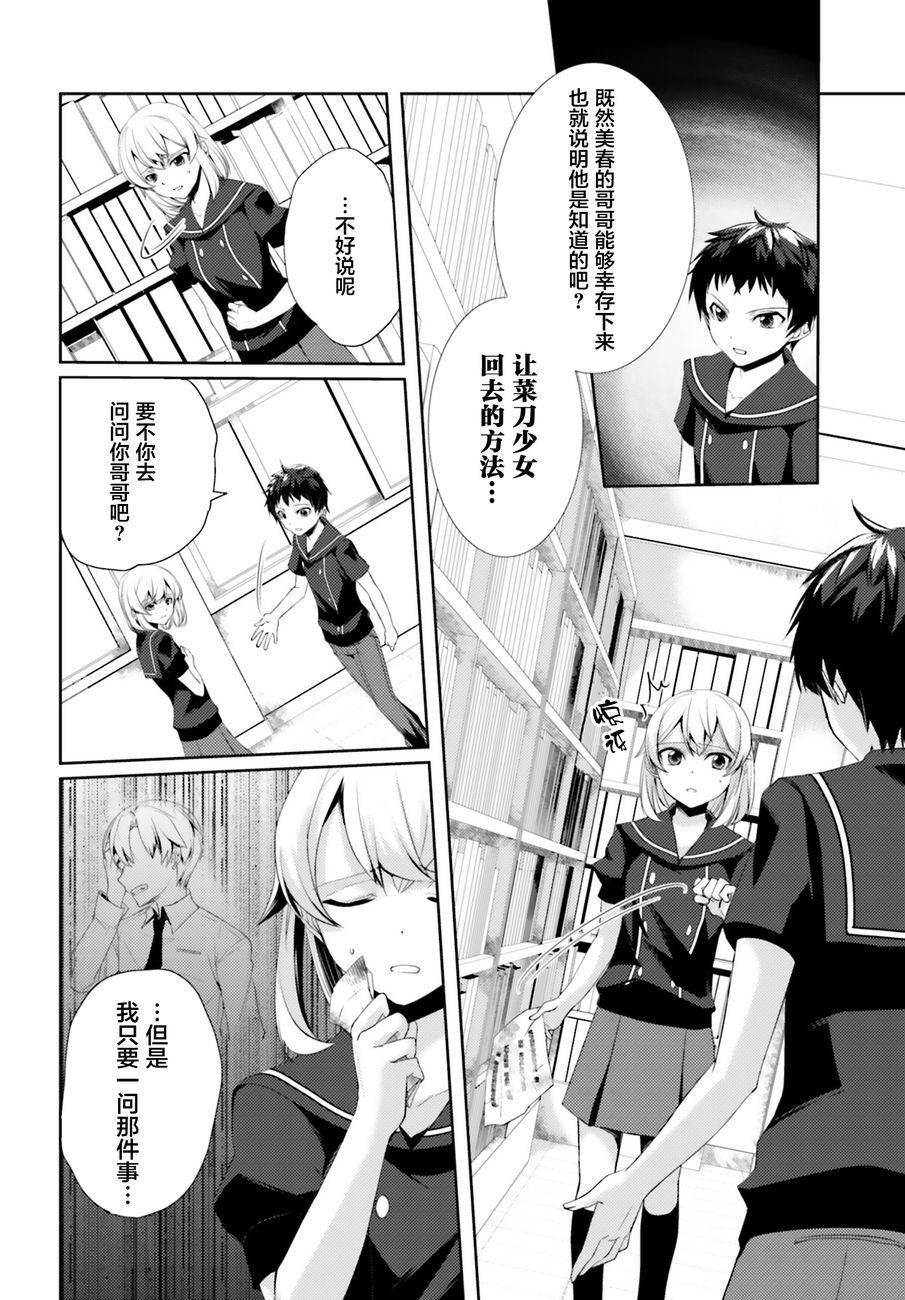 既然美春的哥哥能够幸存下来
也就说明他是知道的吧？
让菜刀少女
回去的方法…
惊讶
…不好说呢
要不你去
问问你哥哥吧？
…但是
我只要一问那件事…